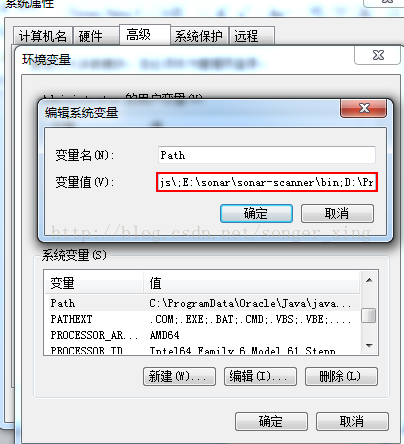 系统属性
计算机名 硬件 高级 系统保护 远程
环境变量
的用户变量(U)
编辑系统变量
变量名(N): Path
变量值(V): js\;E:\sonar\sonar-scanner\bin;D:\Pr
确定 取消
http://blog.csdn.net/songer_xing
系统变量(S)
变量 值
Path C:\ProgramData\Oracle\Java\java...
PATHEXT .COM;.EXE;.BAT;.CMD;.VBS;.VBE;....
PROCESSOR_AR... AMD64
PROCESSOR_ID Intel64 Family 6 Model 61 Stepp
新建(W)... 编辑(I)... 删除(L)
确定 取消